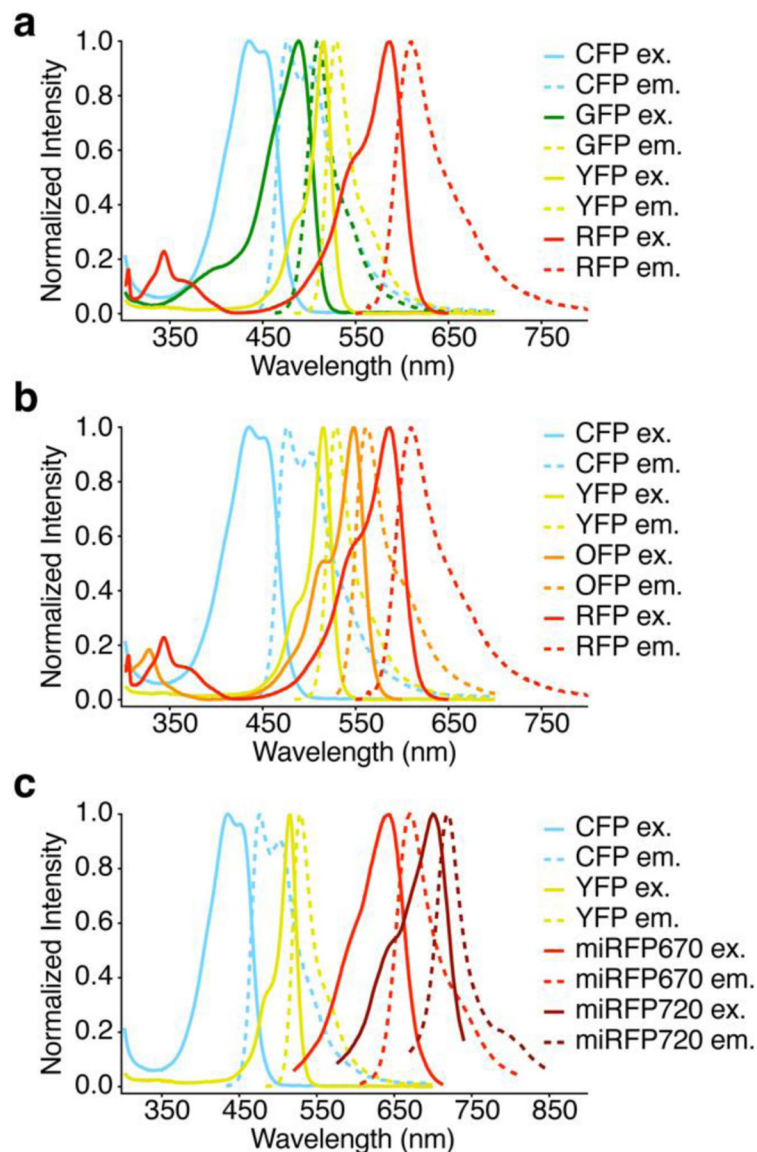 a
Normalized Intensity
1.0
0.8
0.6
0.4
0.2
0.0
350 450 550 650 750
Wavelength (nm)
CFP ex.
CFP em.
GFP ex.
GFP em.
YFP ex.
YFP em.
RFP ex.
RFP em.
b
Normalized Intensity
1.0
0.8
0.6
0.4
0.2
0.0
350 450 550 650 750
Wavelength (nm)
CFP ex.
CFP em.
YFP ex.
YFP em.
OFP ex.
OFP em.
RFP ex.
RFP em.
c
Normalized Intensity
1.0
0.8
0.6
0.4
0.2
0.0
350 450 550 650 750 850
Wavelength (nm)
CFP ex.
CFP em.
YFP ex.
YFP em.
miRFP670 ex.
miRFP670 em.
miRFP720 ex.
miRFP720 em.